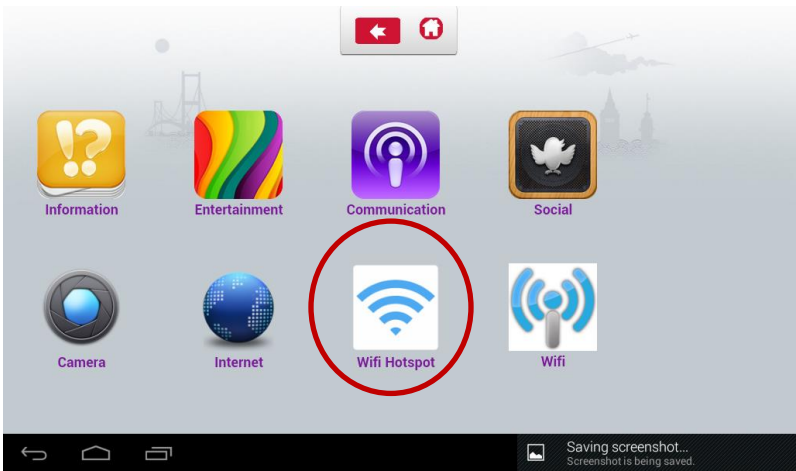 !?
Information
Entertainment
Communication
Social
Camera
Internet
Wifi Hotspot
Wifi
Saving screenshot...
Screenshot is being saved.